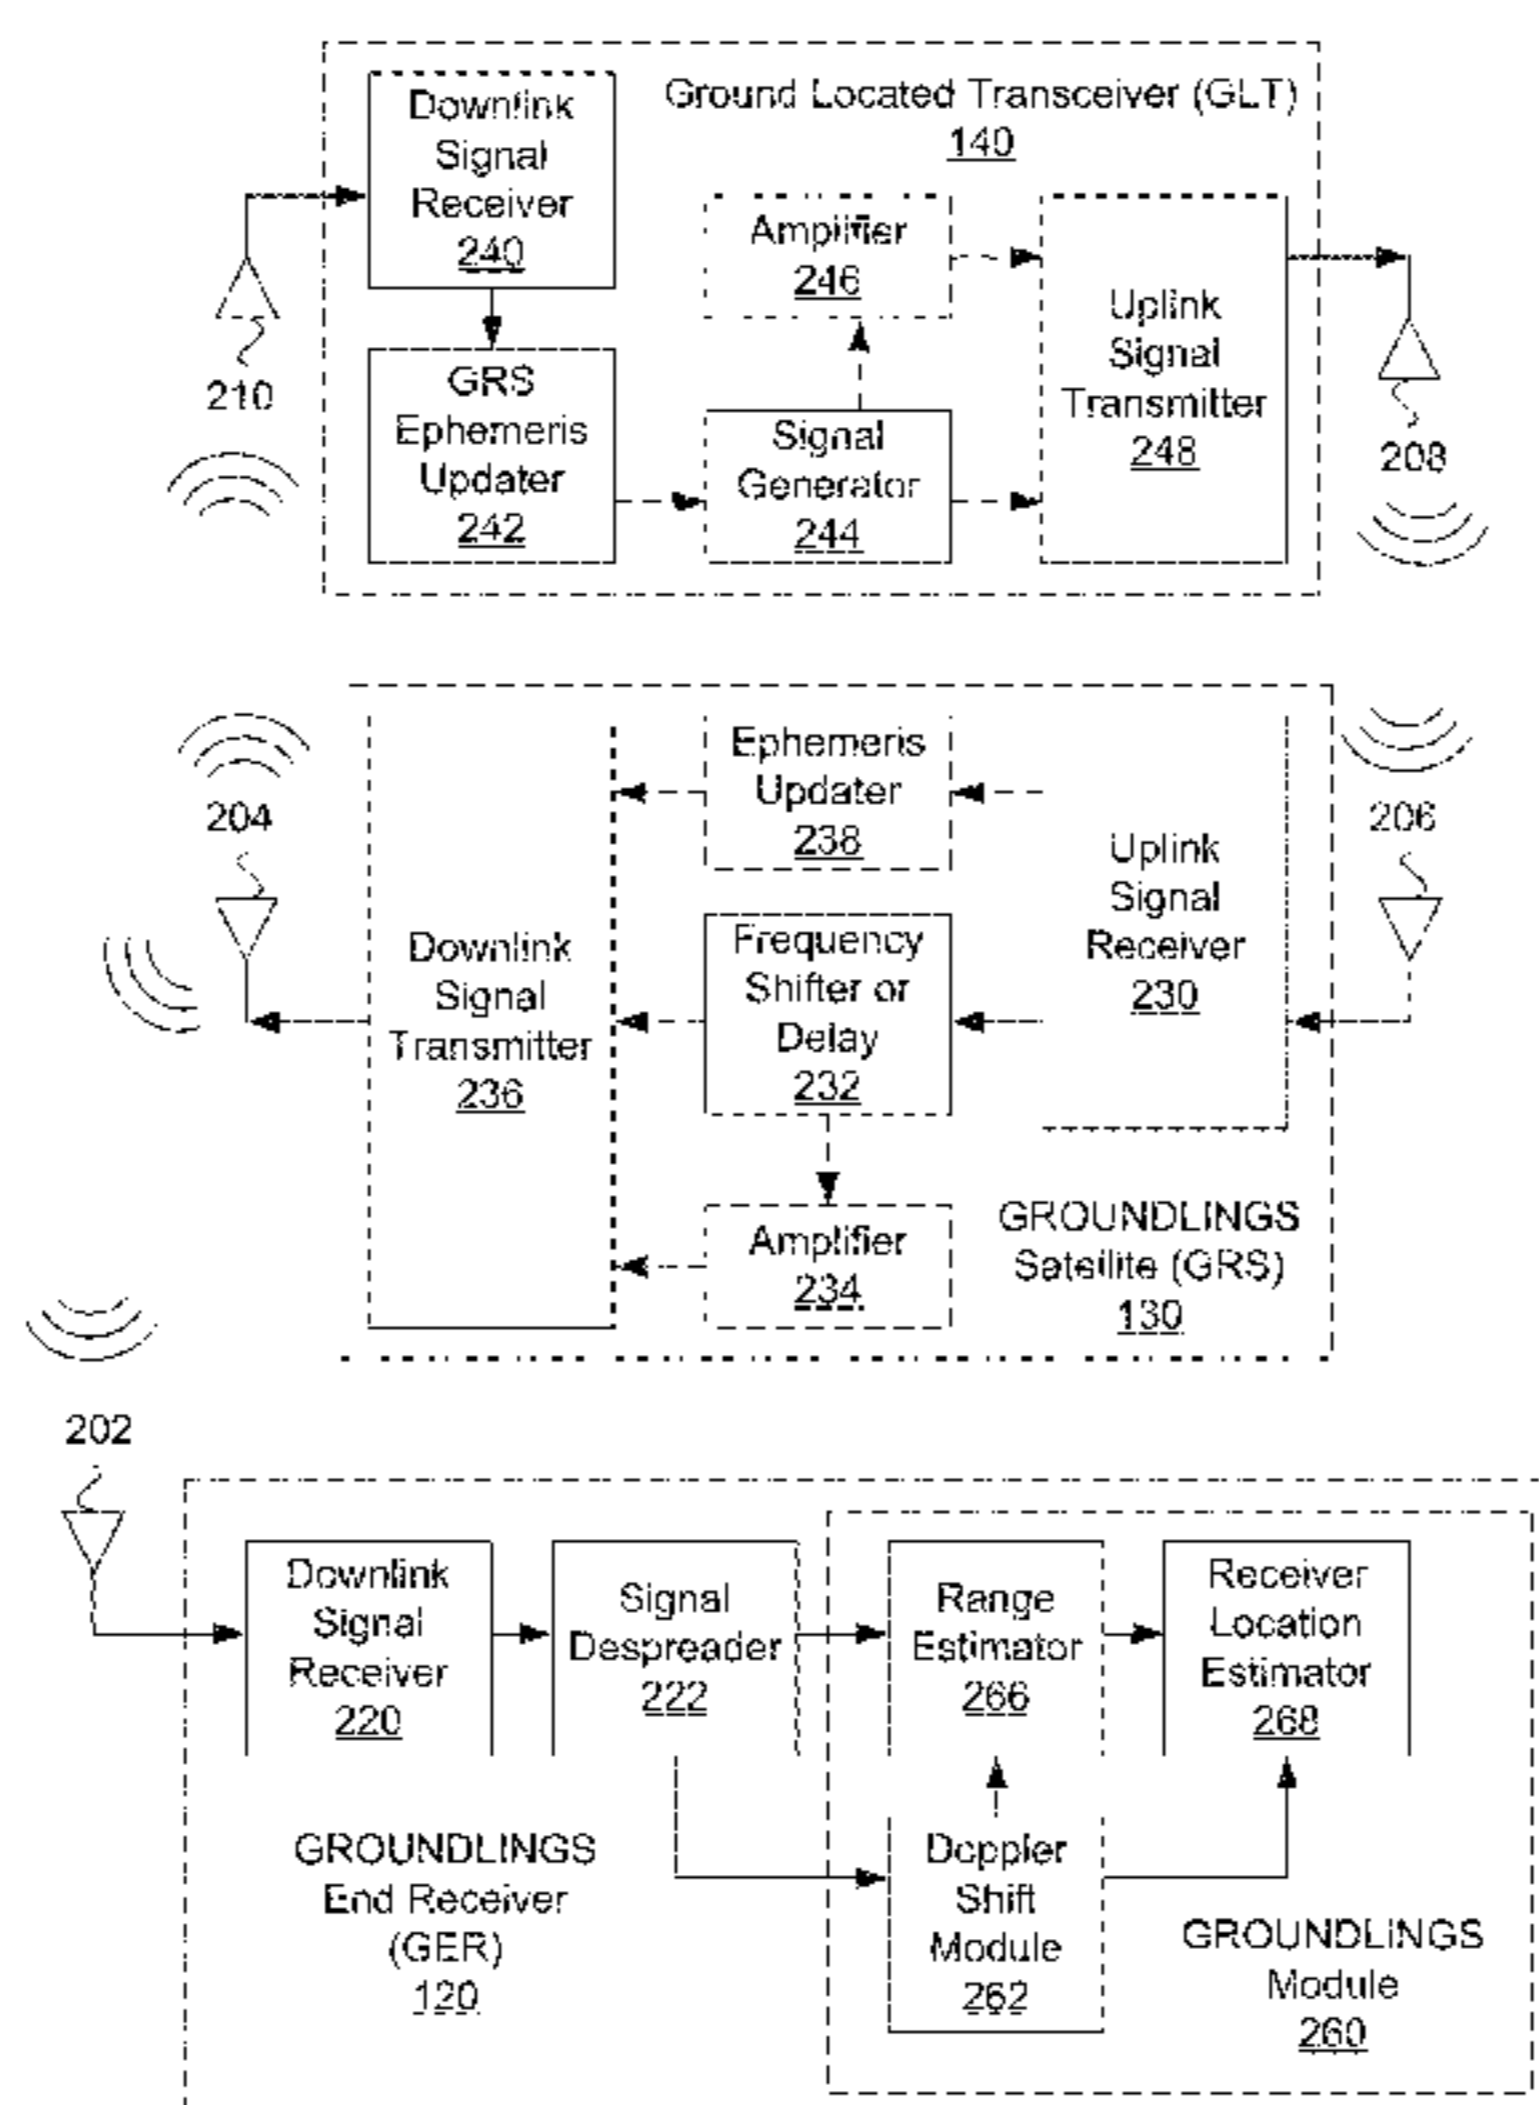 Downlink
Signal
Receiver
240
Ground Located Transceiver (GLT)
140
Amplifier
246
Uplink
Signal
Transmitter
248
210
GRS
Ephemeris
Updater
242
Signal
Generator
244
208
204
Ephemeris
Updater
238
Uplink
Signal
Receiver
230
206
Downlink
Signal
Transmitter
236
Frequency
Shifter or
Delay
232
Amplifier
234
GROUNDLINGS
Satellite (GRS)
130
202
Downlink
Signal
Receiver
220
Signal
Despreader
222
Range
Estimator
266
Receiver
Location
Estimator
268
GROUNDLINGS
End Receiver
(GER)
120
Doppler
Shift
Module
262
GROUNDLINGS
Module
260